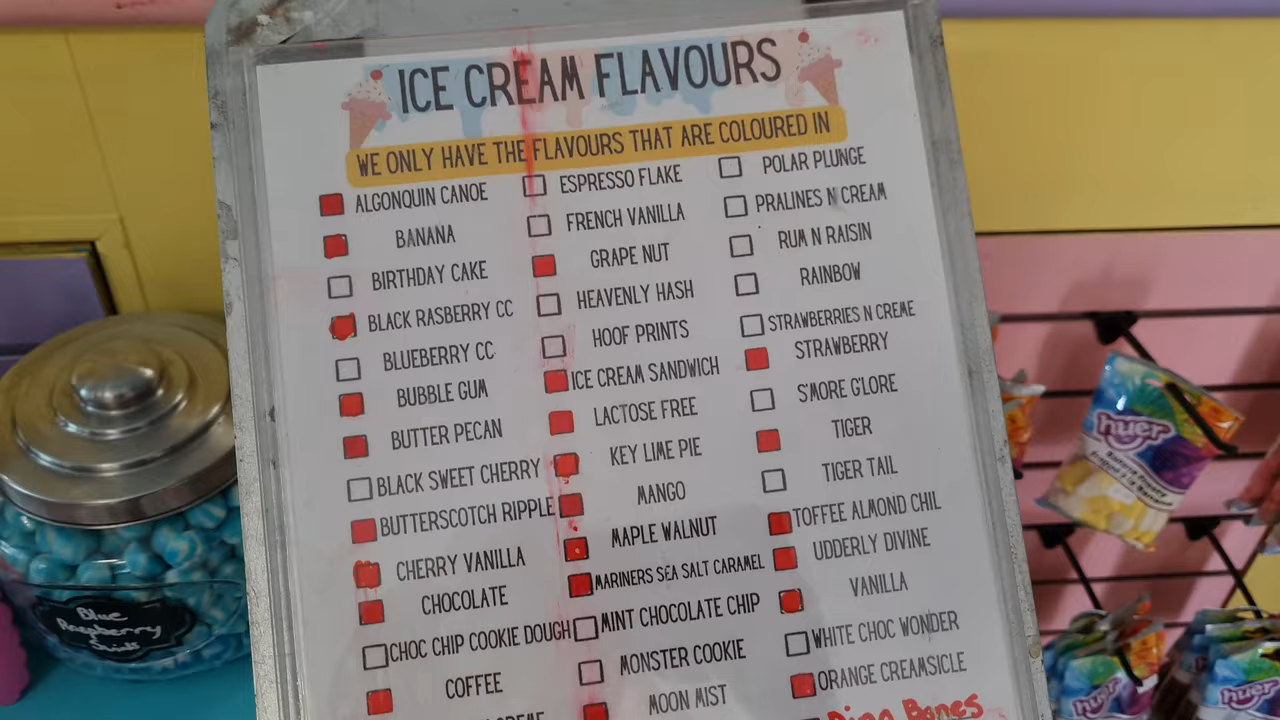 ICE CREAM FLAVOURS
WE ONLY HAVE THE FLAVOURS THAT ARE COLOURED IN
ALGONQUIN CANOE
BANANA
BIRTHDAY CAKE
BLACK RASBERRY CC
BLUEBERRY CC
BUBBLE GUM
BUTTER PECAN
BLACK SWEET CHERRY
BUTTERSCOTCH RIPPLE
CHERRY VANILLA
CHOCOLATE
CHOC CHIP COOKIE DOUGH
COFFEE
ESPRESSO FLAKE
FRENCH VANILLA
GRAPE NUT
HEAVENLY HASH
HOOF PRINTS
ICE CREAM SANDWICH
LACTOSE FREE
KEY LIME PIE
MANGO
MAPLE WALNUT
MARINERS SEA SALT CARAMEL
MINT CHOCOLATE CHIP
MONSTER COOKIE
MOON MIST
POLAR PLUNGE
PRALINES N CREAM
RUM N RAISIN
RAINBOW
STRAWBERRIES N CREME
STRAWBERRY
S'MORE G'LORE
TIGER
TIGER TAIL
TOFFEE ALMOND CHIL
UDDERLY DIVINE
VANILLA
WHITE CHOC WONDER
ORANGE CREAMSICLE
Dino Bones
Blue
Raspberry
huer
huer
huer